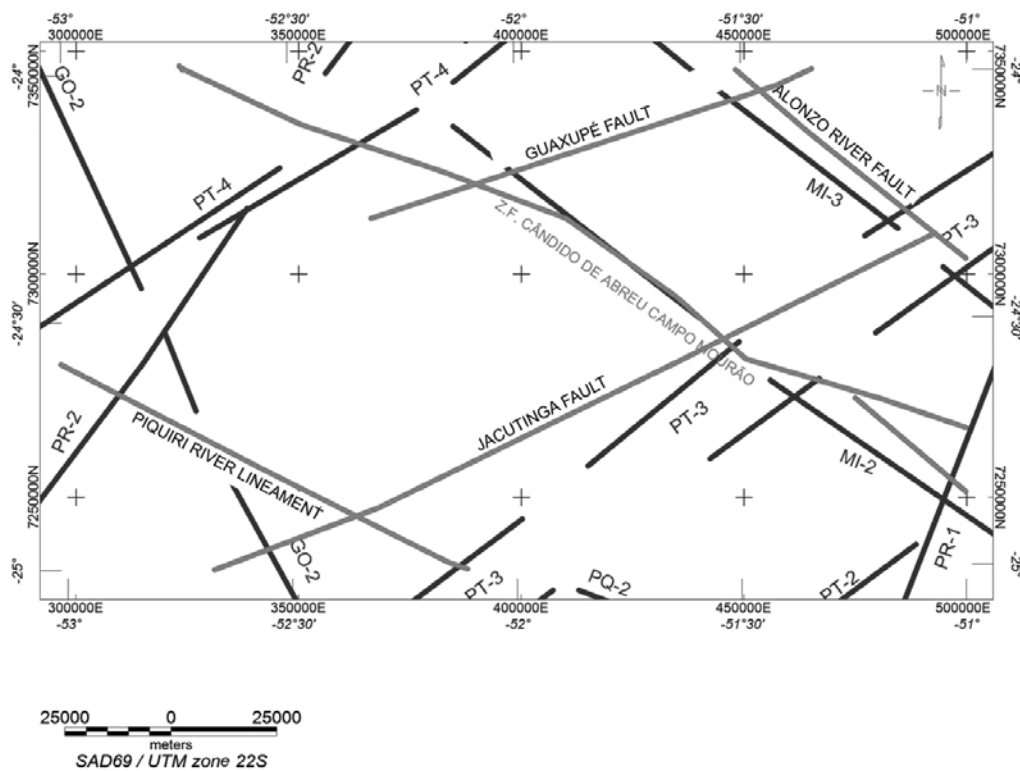 -53°
-52°30'
-52°
-51°30'
-51°
300000E
350000E
400000E
450000E
500000E
-24°
7350000N
7300000N
-24°30'
7250000N
-25°
-24°
7350000N
7300000N
-24°30'
7250000N
-25°
N
GO-2
PR-2
PT-4
GUAXUPÉ FAULT
ALONZO RIVER FAULT
PT-4
MI-3
Z.F. CÂNDIDO DE ABREU CAMPO MOURÃO
PT-3
PR-2
PIQUIRI RIVER LINEAMENT
JACUTINGA FAULT
PT-3
MI-2
GO-2
PT-3
PQ-2
PT-2
PR-1
300000E
350000E
400000E
450000E
500000E
-53°
-52°30'
-52°
-51°30'
-51°
25000
0
25000
meters
SAD69 / UTM zone 22S